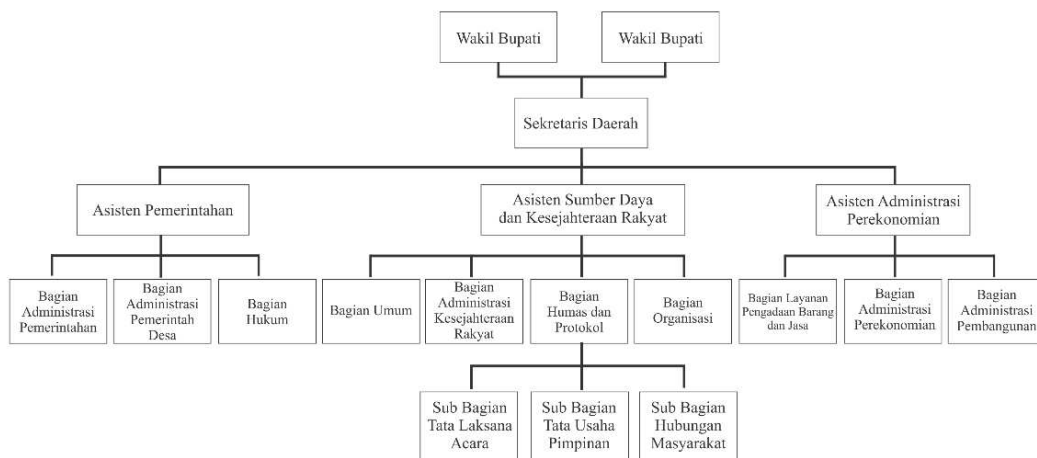 Wakil Bupati
Wakil Bupati
Sekretaris Daerah
Asisten Pemerintahan
Asisten Sumber Daya
dan Kesejahteraan Rakyat
Asisten Administrasi
Perekonomian
Bagian
Administrasi
Pemerintahan
Bagian
Administrasi
Pemerintah
Desa
Bagian
Hukum
Bagian Umum
Bagian
Administrasi
Kesejahteraan
Rakyat
Bagian
Humas dan
Protokol
Bagian
Organisasi
Bagian Layanan
Pengadaan Barang
dan Jasa
Bagian
Administrasi
Perekonomian
Bagian
Administrasi
Pembangunan
Sub Bagian
Tata Laksana
Acara
Sub Bagian
Tata Usaha
Pimpinan
Sub Bagian
Hubungan
Masyarakat